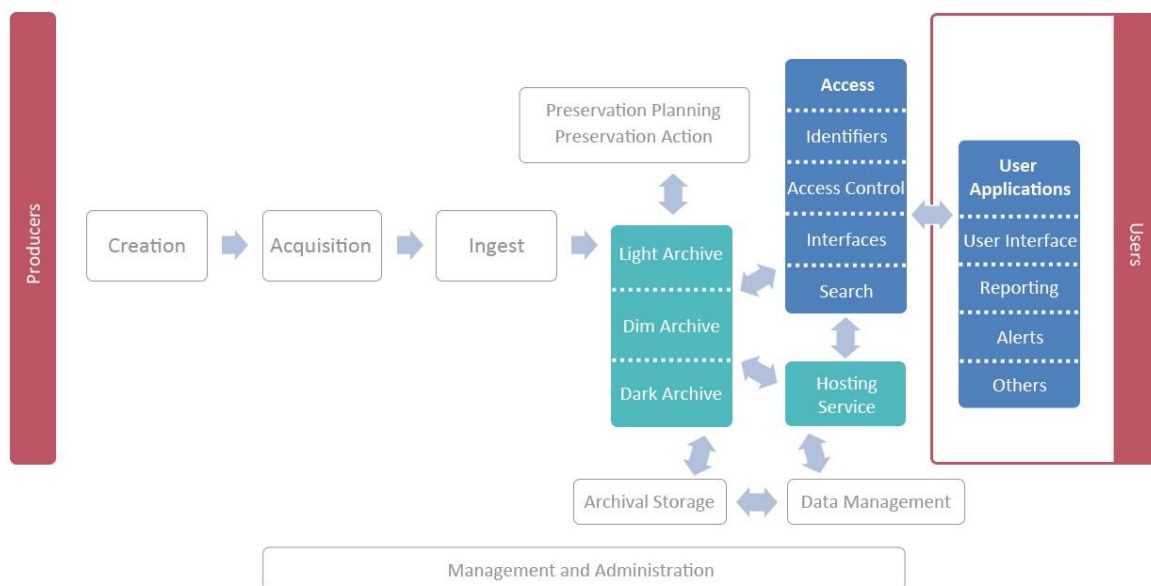 Producers
Creation
Acquisition
Ingest
Preservation Planning
Preservation Action
Light Archive
Dim Archive
Dark Archive
Access
Identifiers
Access Control
Interfaces
Search
Hosting
Service
Archival Storage
Data Management
Management and Administration
User
Applications
User Interface
Reporting
Alerts
Others
Users